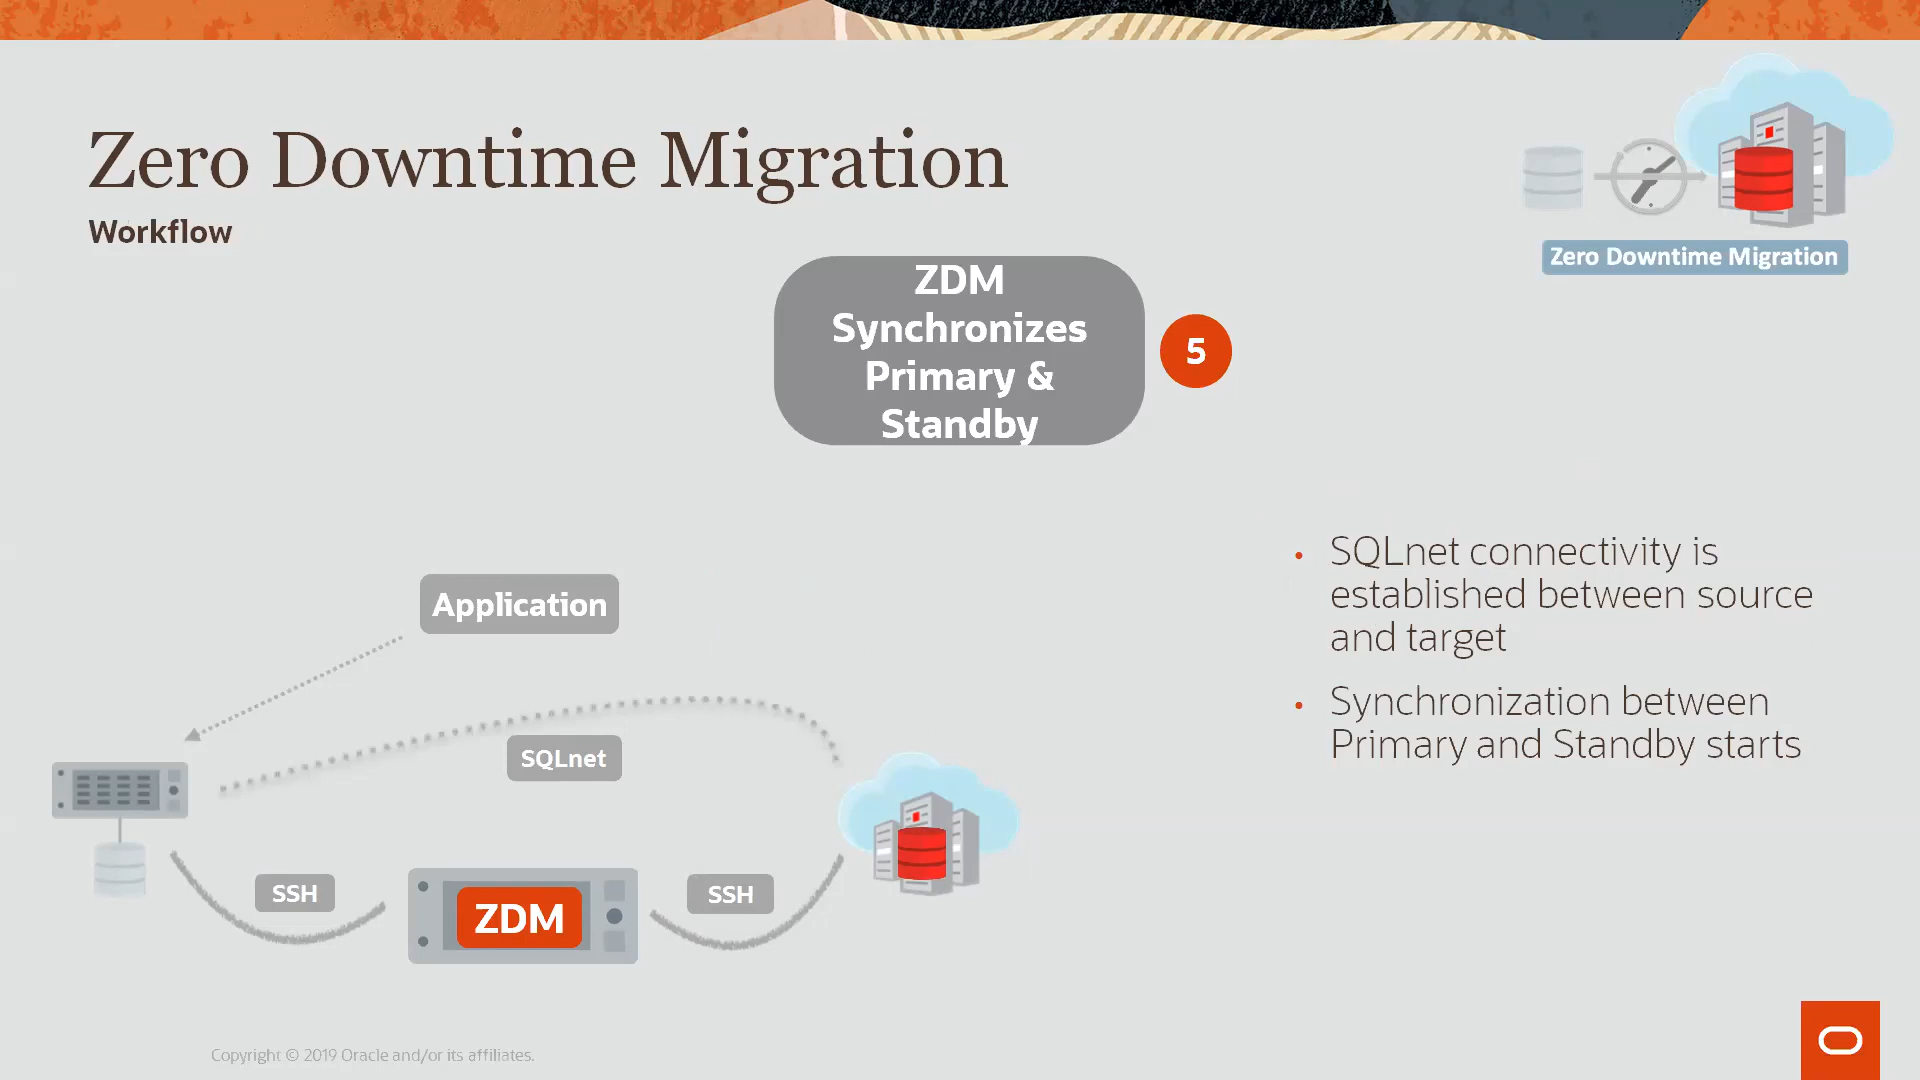 Zero Downtime Migration
Workflow
Zero Downtime Migration
ZDM
Synchronizes
Primary &
Standby
5
SQLnet connectivity is
established between source
and target
Synchronization between
Primary and Standby starts
Application
SQLnet
SSH
ZDM
SSH
Copyright © 2019 Oracle and/or its affiliates.